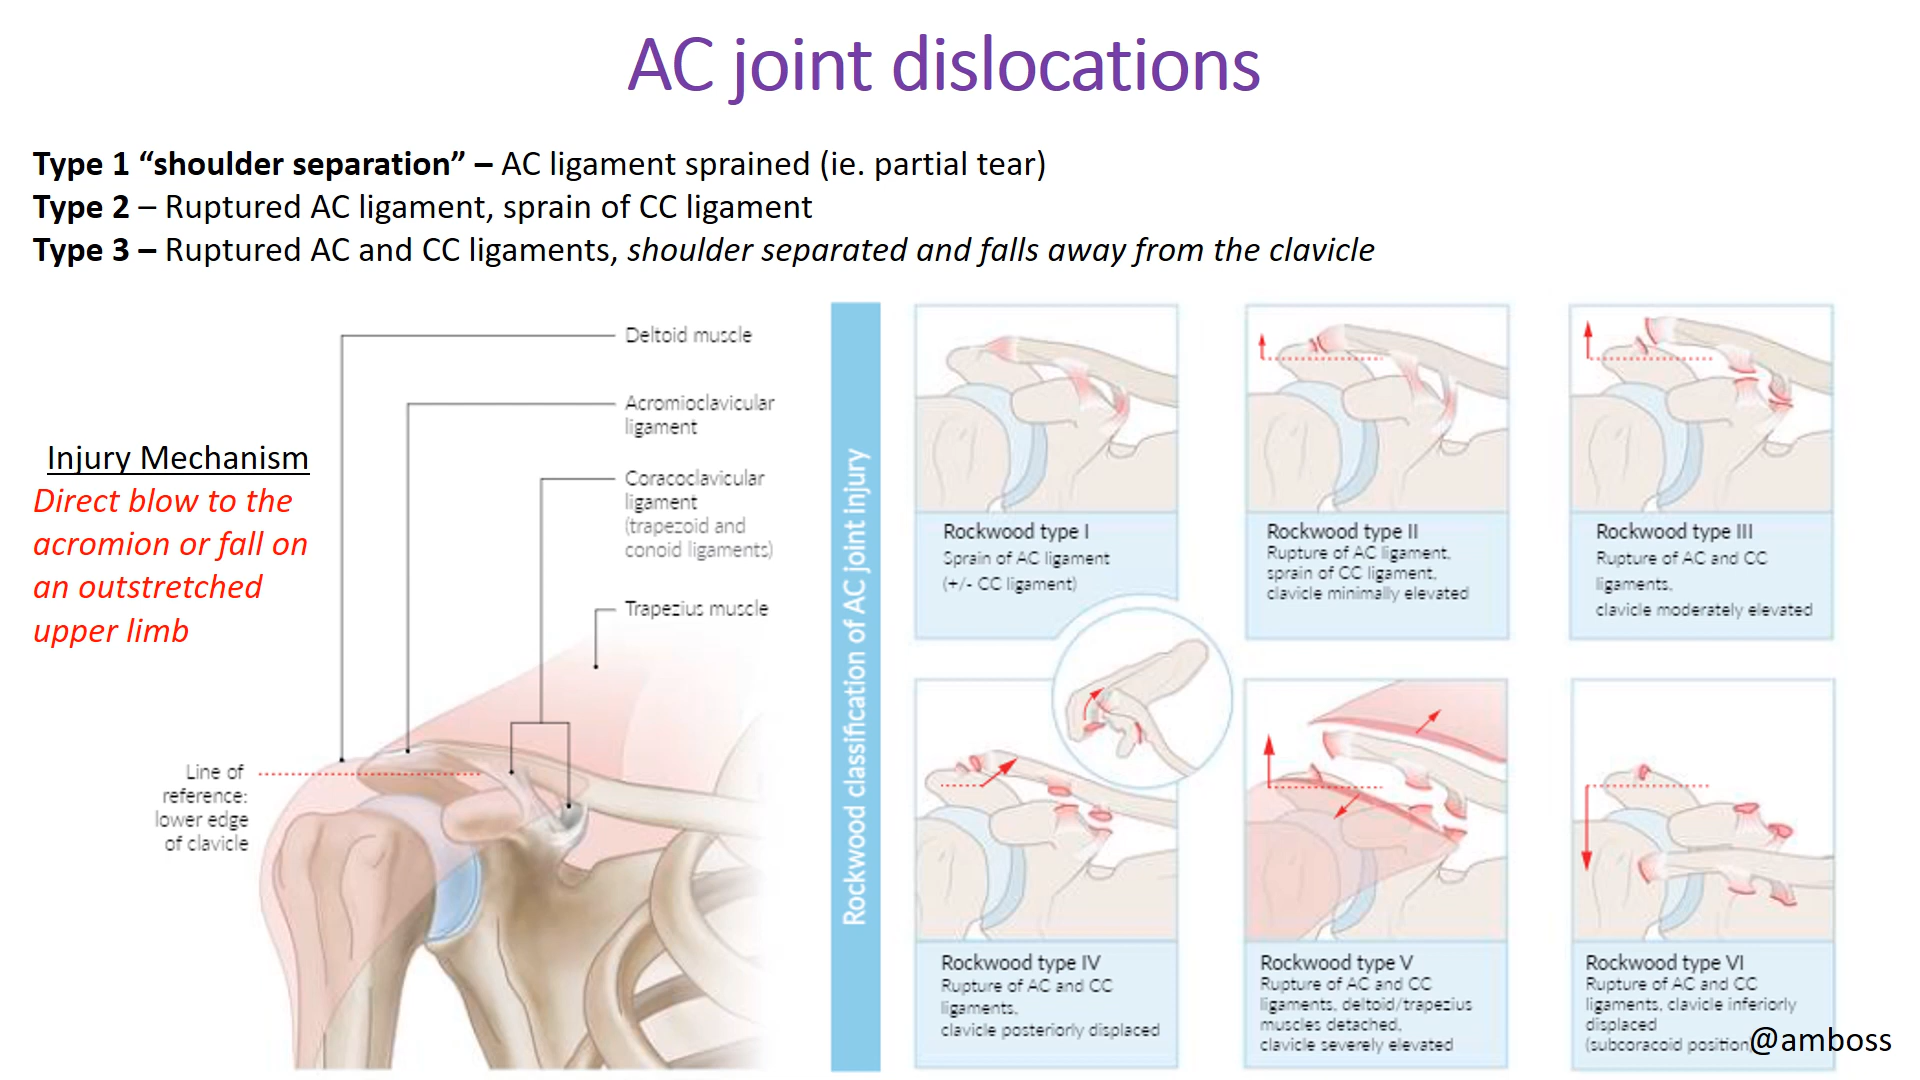 AC joint dislocations
Type 1 “shoulder separation” – AC ligament sprained (ie. partial tear)
Type 2 – Ruptured AC ligament, sprain of CC ligament
Type 3 – Ruptured AC and CC ligaments, shoulder separated and falls away from the clavicle
Injury Mechanism
Direct blow to the
acromion or fall on
an outstretched
upper limb
Deltoid muscle
Acromioclavicular
ligament
Coracoclavicular
ligament
(trapezoid and
conoid ligaments)
Trapezius muscle
Line of
reference:
lower edge
of clavicle
Rockwood classification of AC joint injury
Rockwood type I
Sprain of AC ligament
(+/- CC ligament)
Rockwood type II
Rupture of AC ligament,
sprain of CC ligament,
clavicle minimally elevated
Rockwood type III
Rupture of AC and CC
ligaments,
clavicle moderately elevated
Rockwood type IV
Rupture of AC and CC
ligaments,
clavicle posteriorly displaced
Rockwood type V
Rupture of AC and CC
ligaments, deltoid/trapezius
muscles detached,
clavicle severely elevated
Rockwood type VI
Rupture of AC and CC
ligaments, clavicle inferiorly
displaced
(subcoracoid position)
@amboss